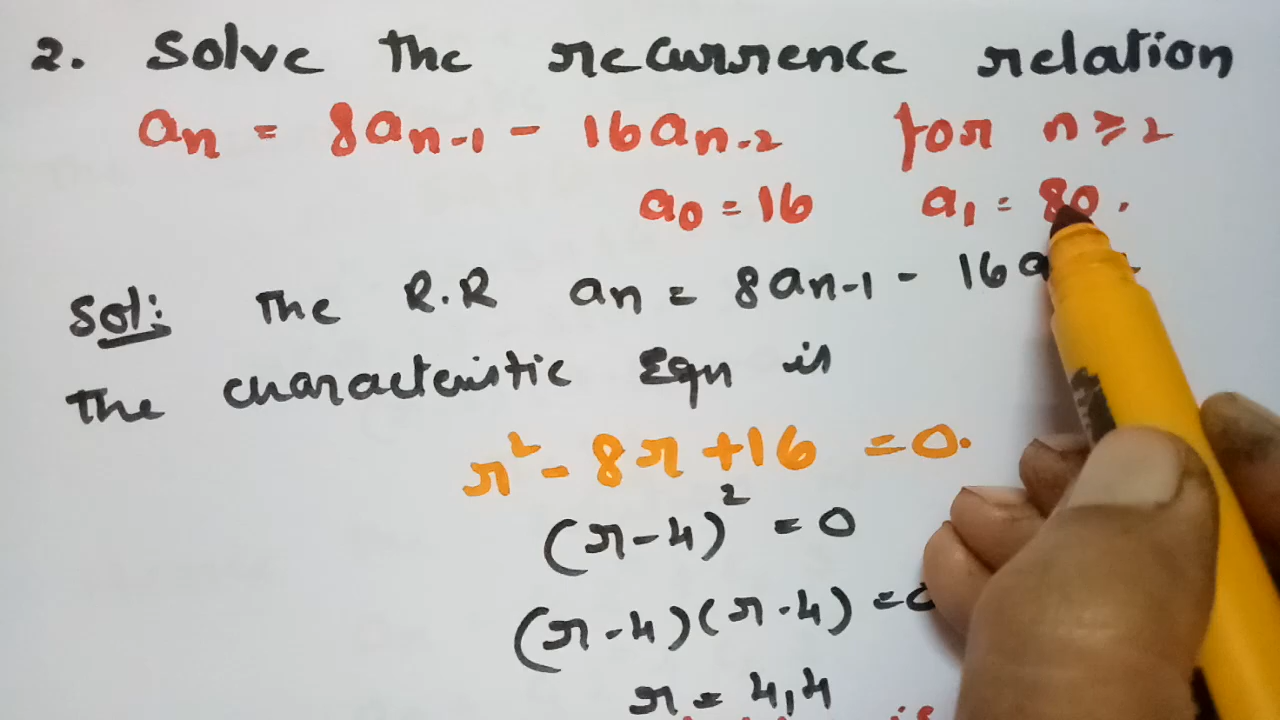 2. Solve the recurrence relation
an = 8an-1 - 16an-2 for n ≥ 2
a0 = 16 a1 = 80.
Sol: The R.R an = 8an-1 - 16a
The characteristic Eqn is
r² - 8r + 16 = 0.
(r-4)² = 0
(r-4)(r-4) = 0
r = 4,4
is